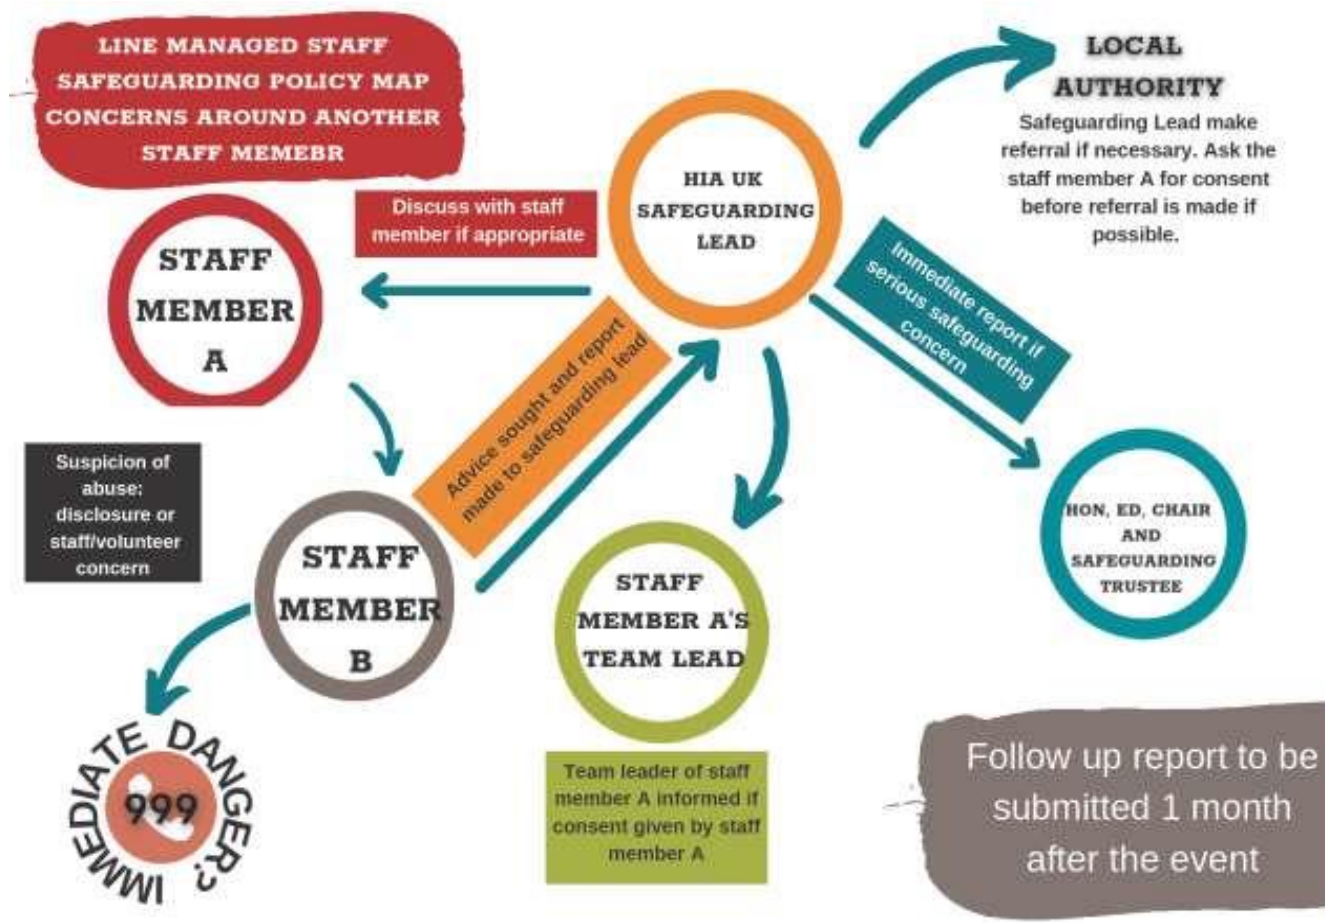 LINE MANAGED STAFF
SAFEGUARDING POLICY MAP
CONCERNS AROUND ANOTHER
STAFF MEMEBR
LOCAL
AUTHORITY
Safeguarding Lead make
referral if necessary. Ask the
staff member A for consent
before referral is made if
possible.
HIA UK
SAFEGUARDING
LEAD
Discuss with staff
member if appropriate
STAFF
MEMBER
A
Immediate report if
serious safeguarding
concern
Advice sought and report
made to safeguarding lead
Suspicion of
abuse:
disclosure or
staff/volunteer
concern
STAFF
MEMBER
B
STAFF
MEMBER A'S
TEAM LEAD
HON, ED, CHAIR
AND
SAFEGUARDING
TRUSTEE
IMMEDIATE DANGER?
999
Team leader of staff
member A informed if
consent given by staff
member A
Follow up report to be
submitted 1 month
after the event